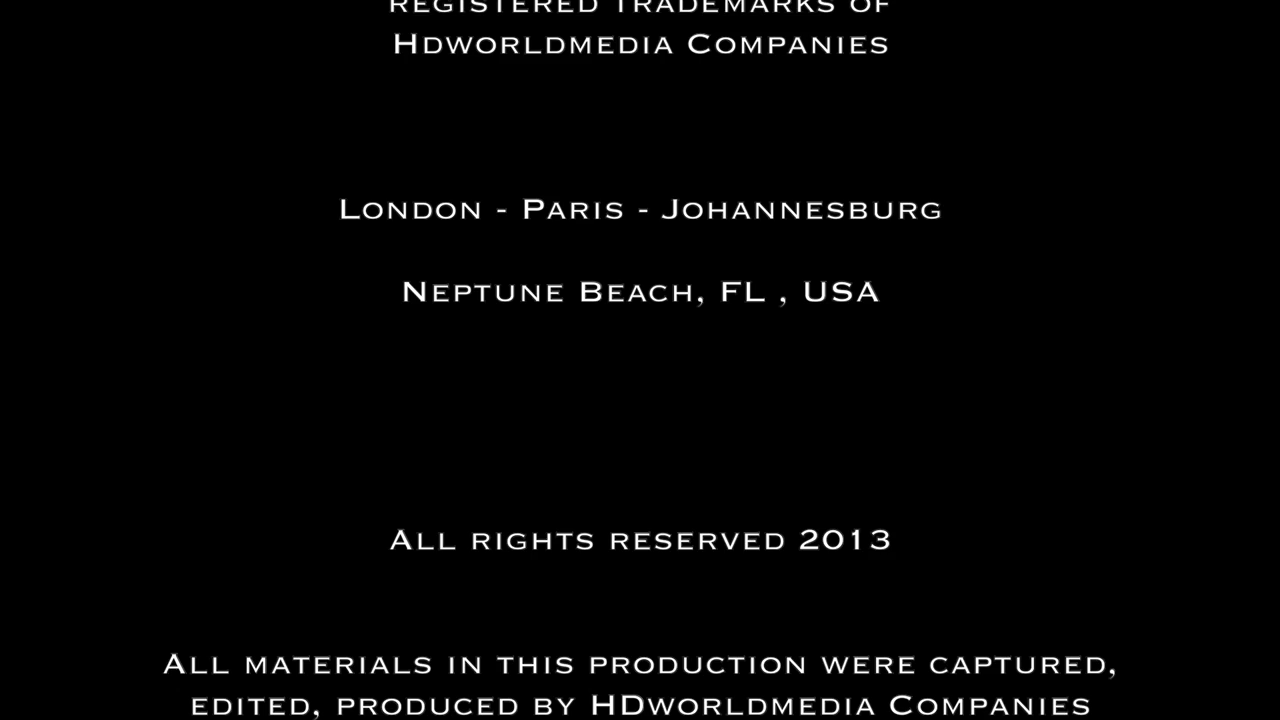 REGISTERED TRADEMARKS OF
HDWORLDMEDIA COMPANIES
LONDON - PARIS - JOHANNESBURG
NEPTUNE BEACH, FL , USA
ALL RIGHTS RESERVED 2013
ALL MATERIALS IN THIS PRODUCTION WERE CAPTURED,
EDITED, PRODUCED BY HDWORLDMEDIA COMPANIES